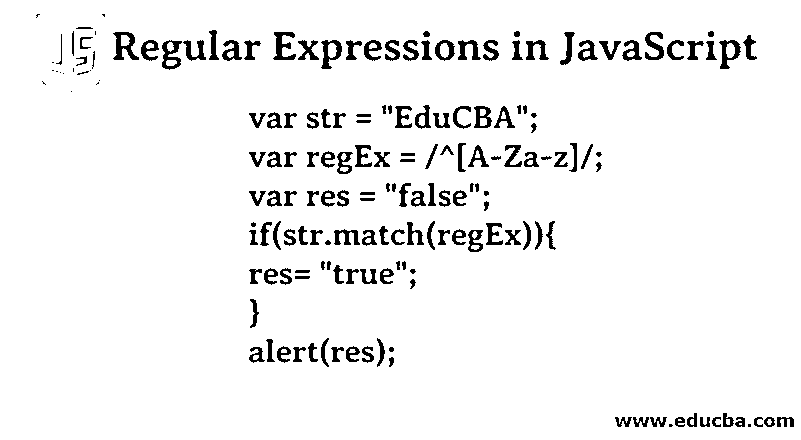 JS Regular Expressions in JavaScript
var str = "EduCBA";
var regEx = /^[A-Za-z]/;
var res = "false";
if(str.match(regEx)){
res= "true";
}
alert(res);
www.educba.com